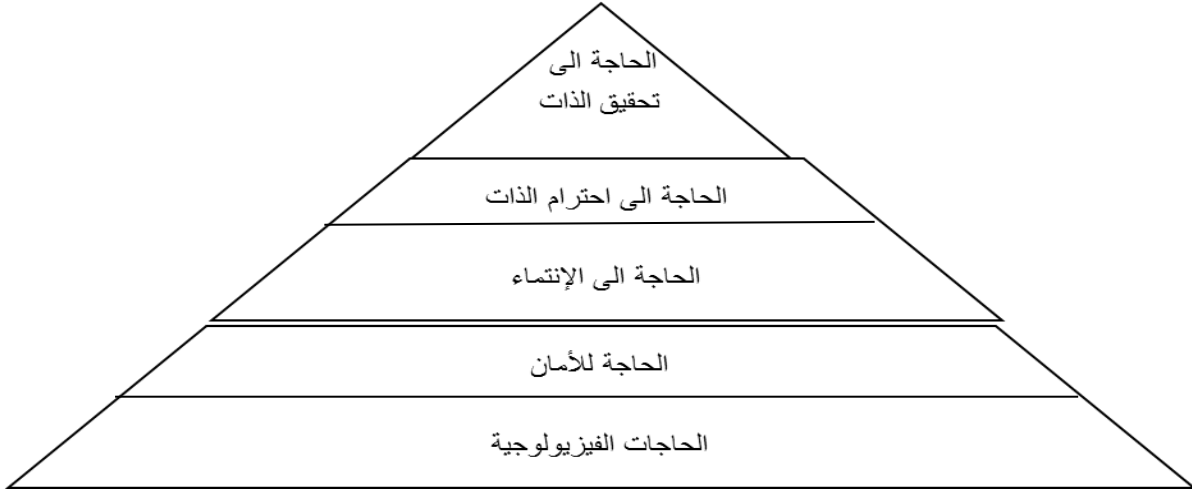 الحاجة الى
تحقيق الذات
الحاجة الى احترام الذات
الحاجة الى الإنتماء
الحاجة للأمان
الحاجات الفيزيولوجية